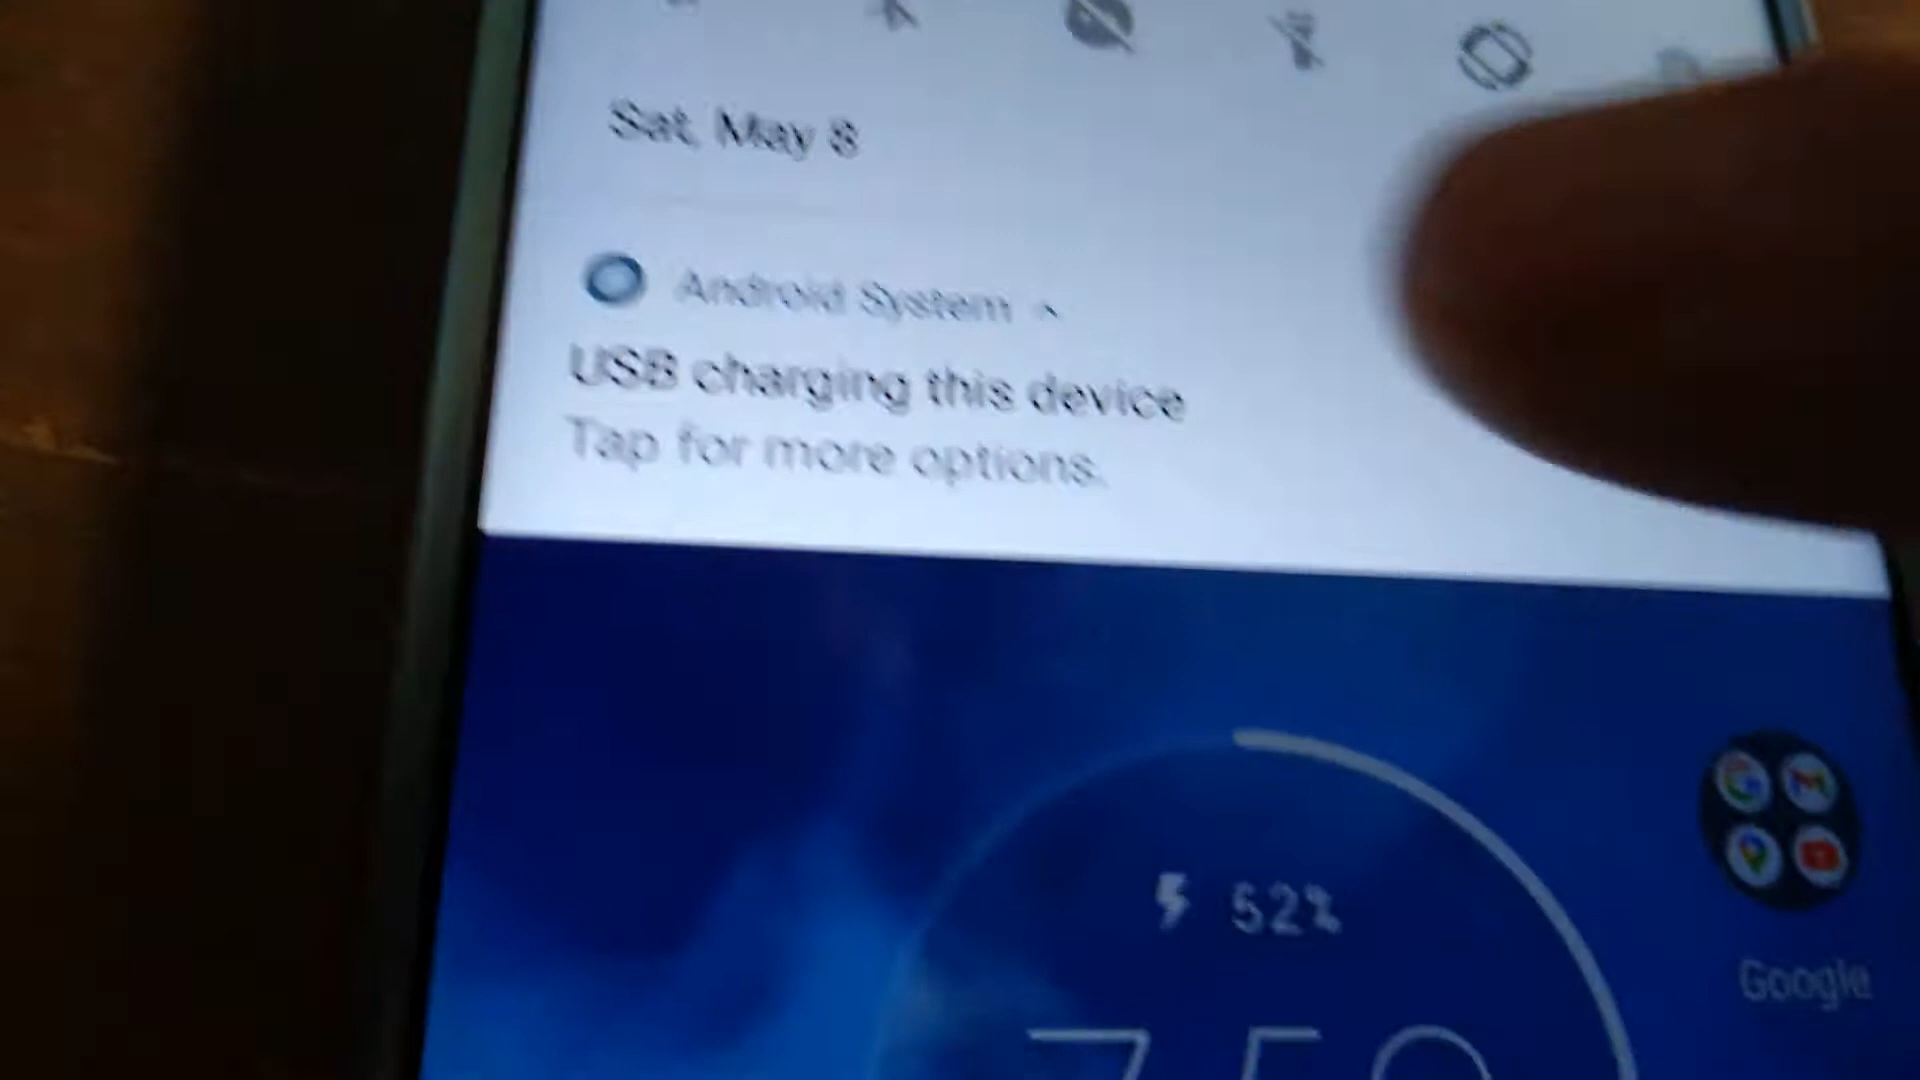 Sat, May 8
Android System
USB charging this device
Tap for more options.
52%
Google